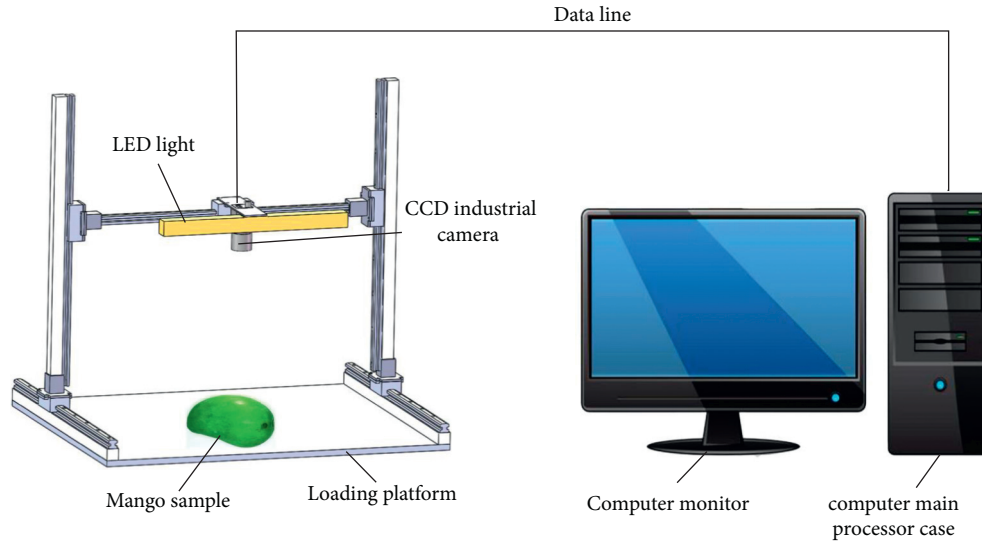 Data line
LED light
CCD industrial
camera
Mango sample
Loading platform
Computer monitor
computer main
processor case